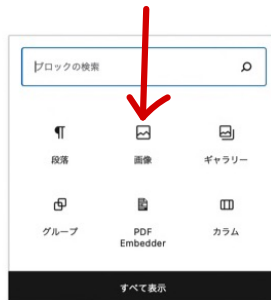 ブロックの検索
段落
画像
ギャラリー
グループ
PDF
Embedder
カラム
すべて表示